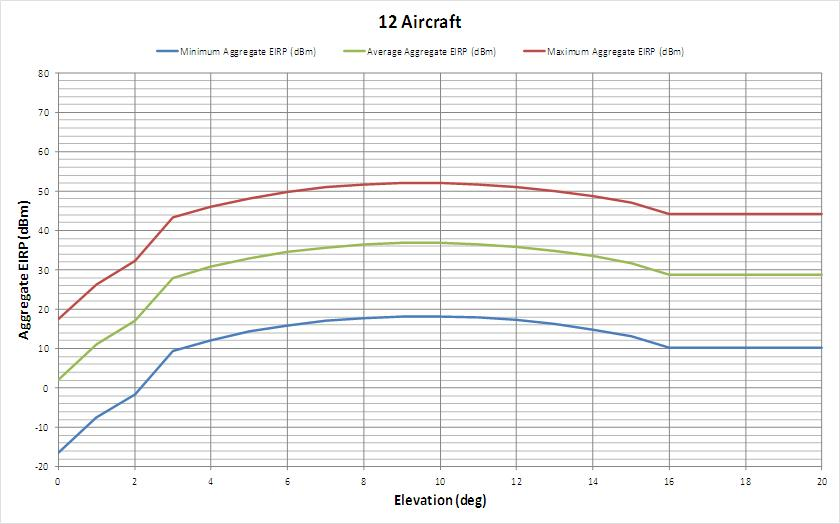 12 Aircraft
Minimum Aggregate EIRP (dBm) Average Aggregate EIRP (dBm) Maximum Aggregate EIRP (dBm)
Aggregate EIRP (dBm)
80
70
60
50
40
30
20
10
0
-10
-20
0 2 4 6 8 10 12 14 16 18 20
Elevation (deg)